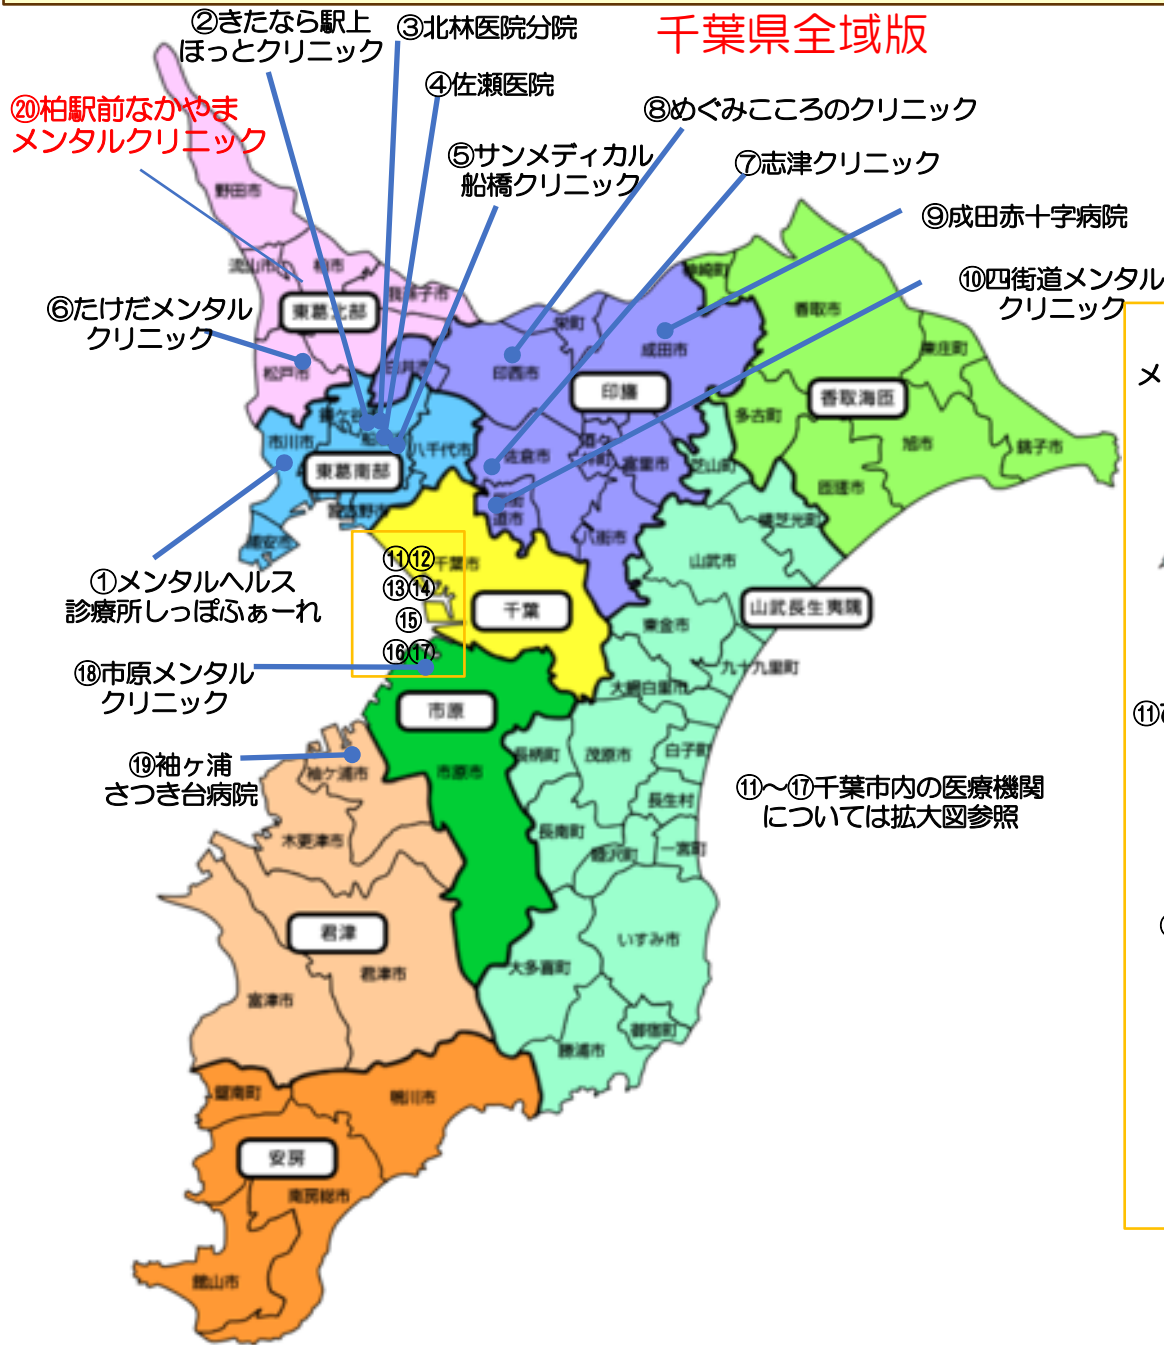 千葉県全域版
②きたなら駅上
ほっとクリニック
③北林医院分院
④佐瀬医院
⑳柏駅前なかやま
メンタルクリニック
⑤サンメディカル
船橋クリニック
⑧めぐみこころのクリニック
⑦志津クリニック
⑨成田赤十字病院
⑩四街道メンタル
クリニック
⑥たけだメンタル
クリニック
野田市
流山市
柏市
我孫子市
東葛北部
松戸市
神崎町
香取市
東庄町
栄町
成田市
印西市
白井市
印旛
香取海匝
多古町
旭市
銚子市
匝瑳市
市川市
八千代市
東葛南部
佐倉市
富里市
芝山町
横芝光町
習志野市
浦安市
八街市
山武市
①メンタルヘルス
診療所しっぽふぁーれ
⑪⑫
千葉市
⑬⑭
⑮
⑯⑰
千葉
山武長生夷隅
東金市
九十九里町
大網白里市
⑱市原メンタル
クリニック
市原
市原市
⑲袖ヶ浦
さつき台病院
袖ケ浦市
長柄町
茂原市
白子町
長生村
⑪～⑰千葉市内の医療機関
については拡大図参照
木更津市
長南町
睦沢町
一宮町
君津
君津市
富津市
いすみ市
大多喜町
御宿町
勝浦市
鋸南町
鴨川市
安房
南房総市
館山市
メ
⑪